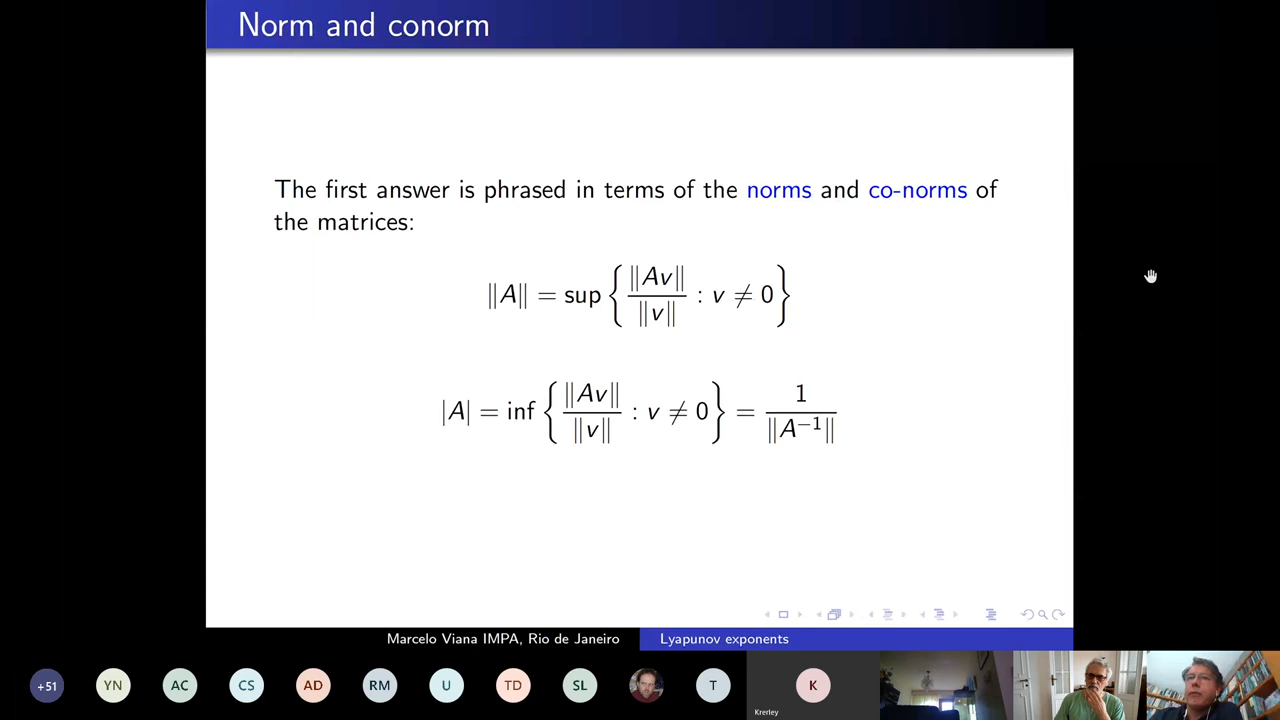 Norm and conorm
The first answer is phrased in terms of the norms and co-norms of
the matrices:
‖A‖ = sup { ‖Av‖ / ‖v‖ : v ≠ 0 }
|A| = inf { ‖Av‖ / ‖v‖ : v ≠ 0 } = 1 / ‖A⁻¹‖
Marcelo Viana IMPA, Rio de Janeiro Lyapunov exponents
+51 YN AC CS AD RM U TD SL T K
Krerley